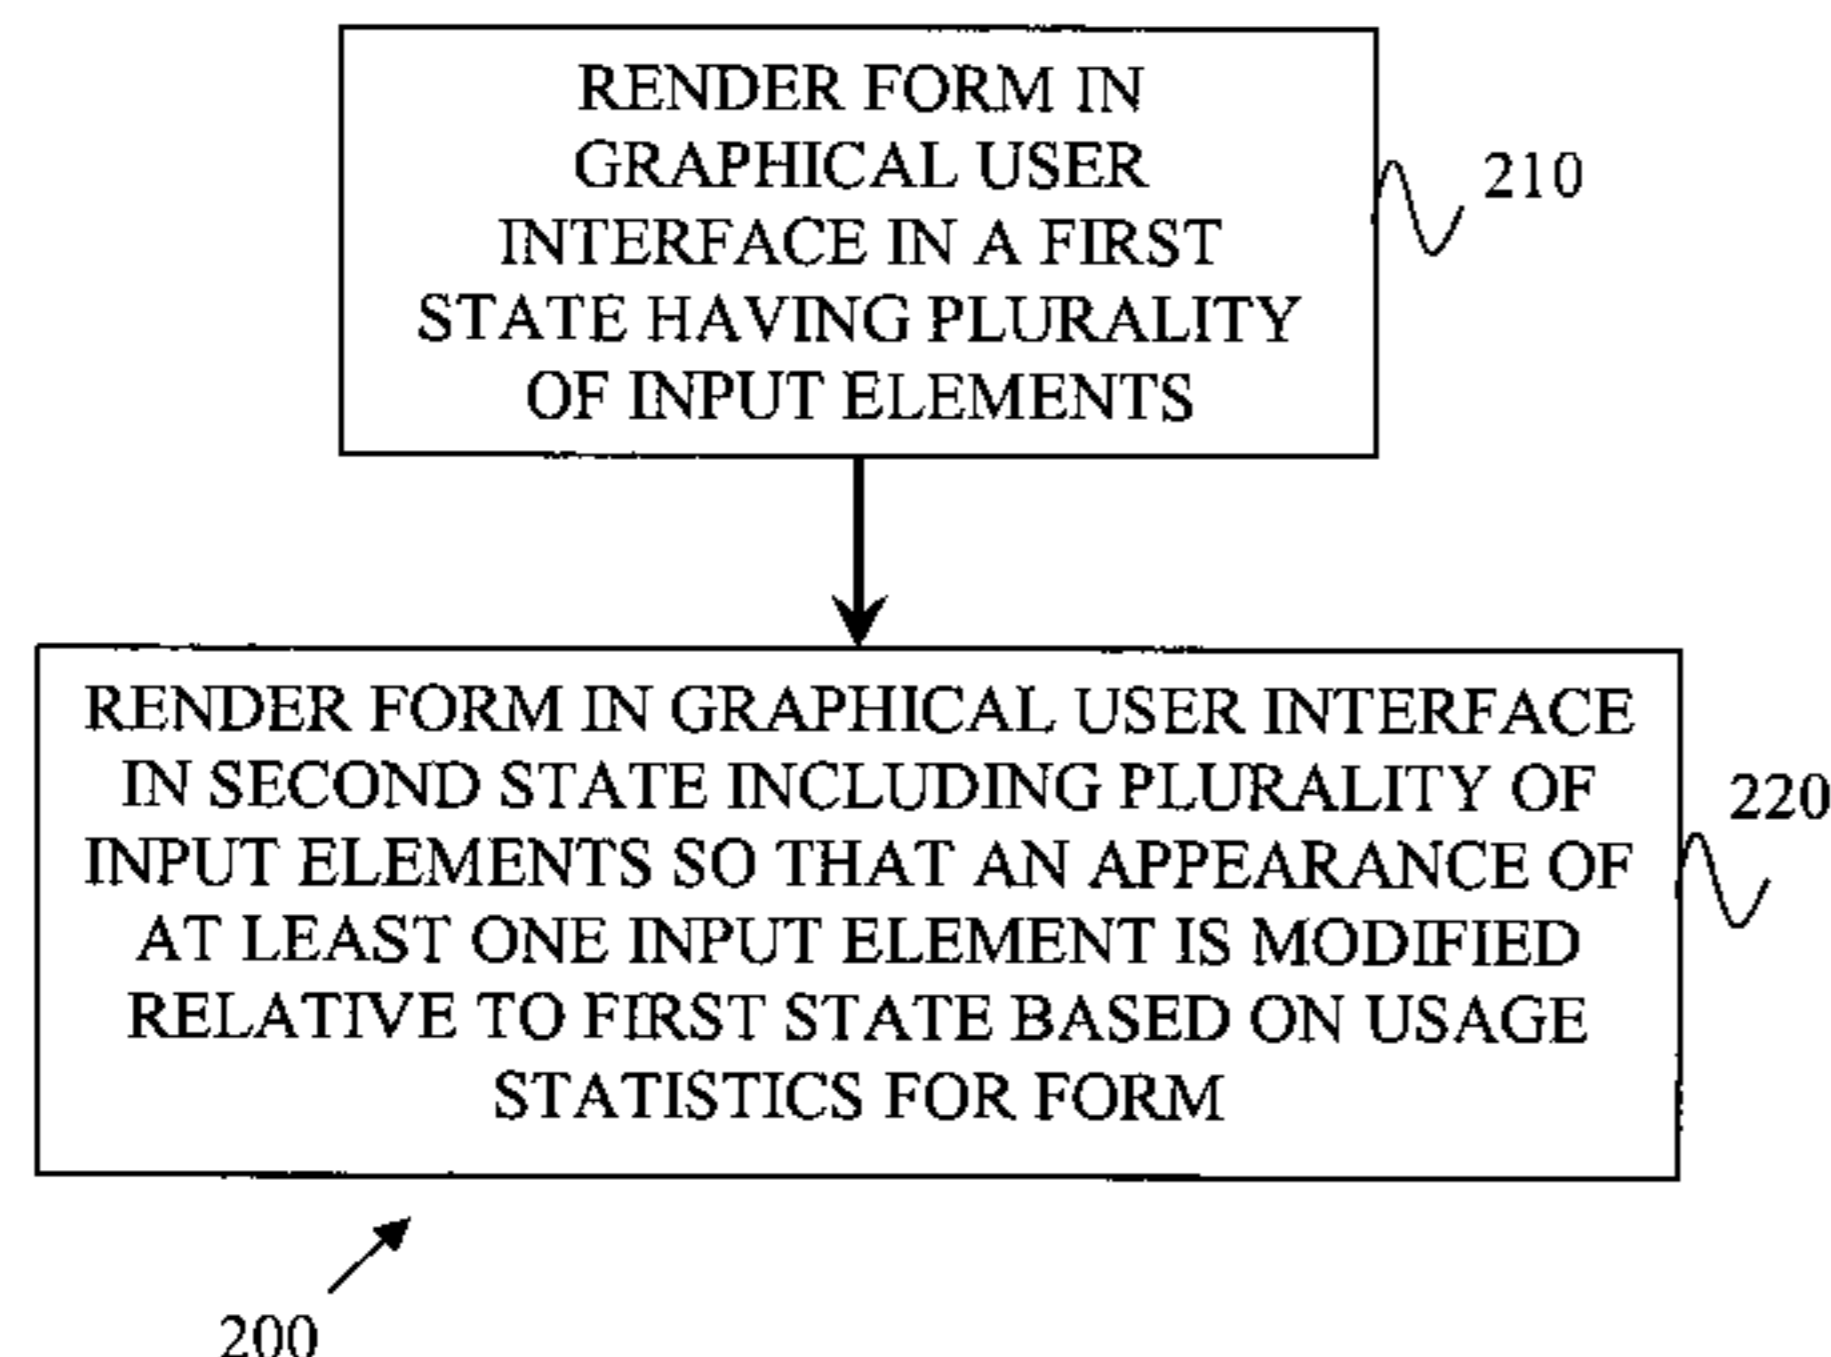 RENDER FORM IN
GRAPHICAL USER
INTERFACE IN A FIRST
STATE HAVING PLURALITY
OF INPUT ELEMENTS
210
RENDER FORM IN GRAPHICAL USER INTERFACE
IN SECOND STATE INCLUDING PLURALITY OF
INPUT ELEMENTS SO THAT AN APPEARANCE OF
AT LEAST ONE INPUT ELEMENT IS MODIFIED
RELATIVE TO FIRST STATE BASED ON USAGE
STATISTICS FOR FORM
220
200